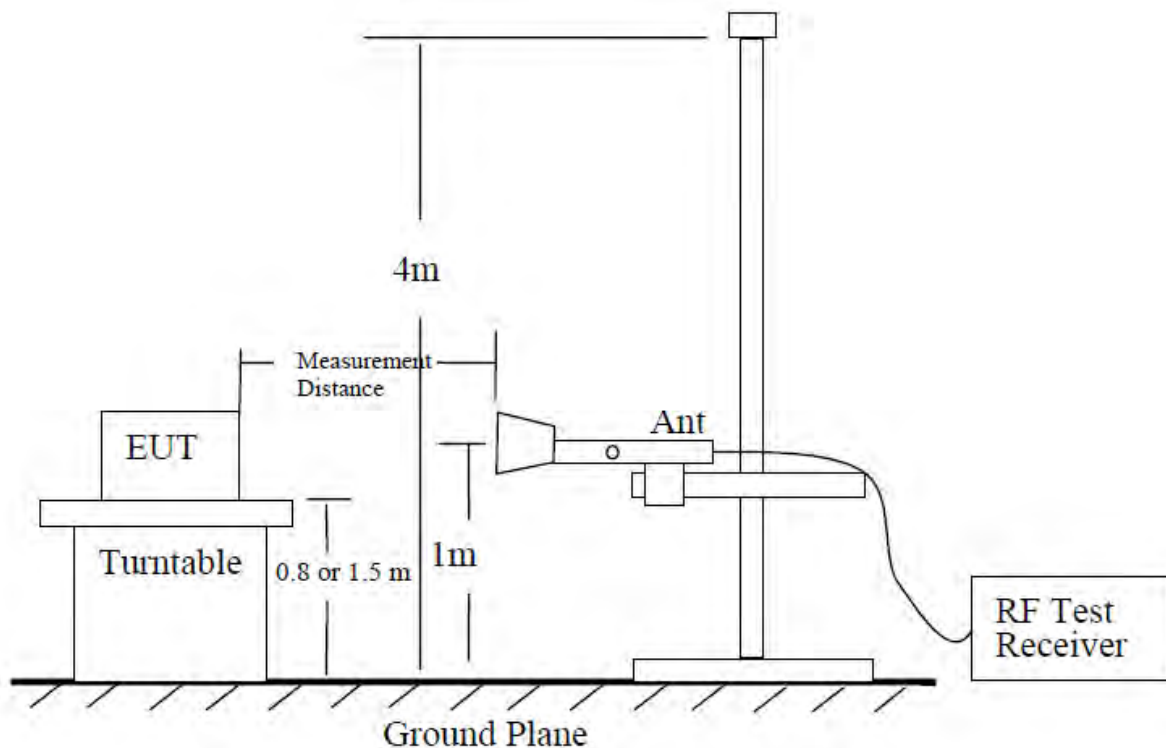 4m
Measurement
Distance
Ant
EUT
Turntable
0.8 or 1.5 m
1m
RF Test
Receiver
Ground Plane